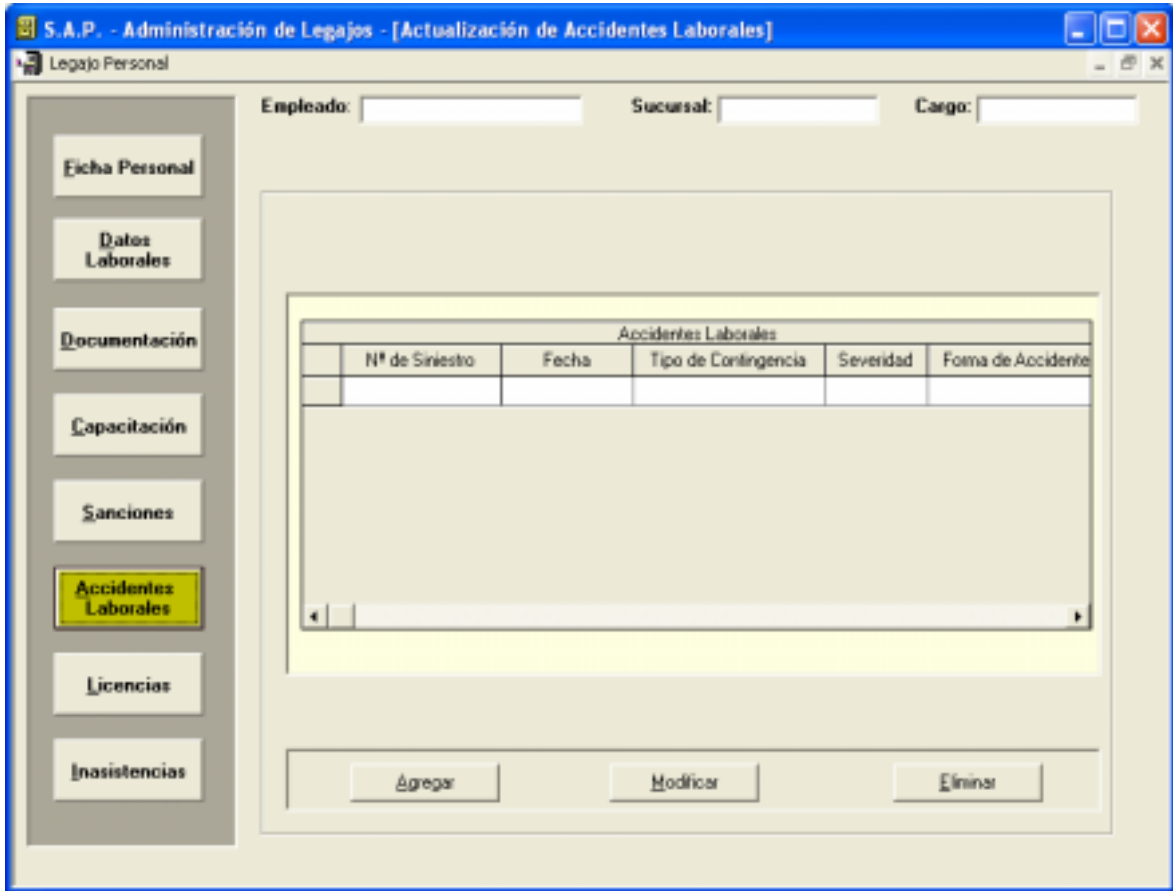 S.A.P. - Administración de Legajos - [Actualización de Accidentes Laborales]
Legajo Personal
Empleado: Sucursal: Cargo:
Ficha Personal
Datos
Laborales
Documentación
Capacitación
Sanciones
Accidentes
Laborales
Licencias
Inasistencias
Accidentes Laborales
Nº de Siniestro Fecha Tipo de Contingencia Severidad Forma de Accidente
Agregar Modificar Eliminar